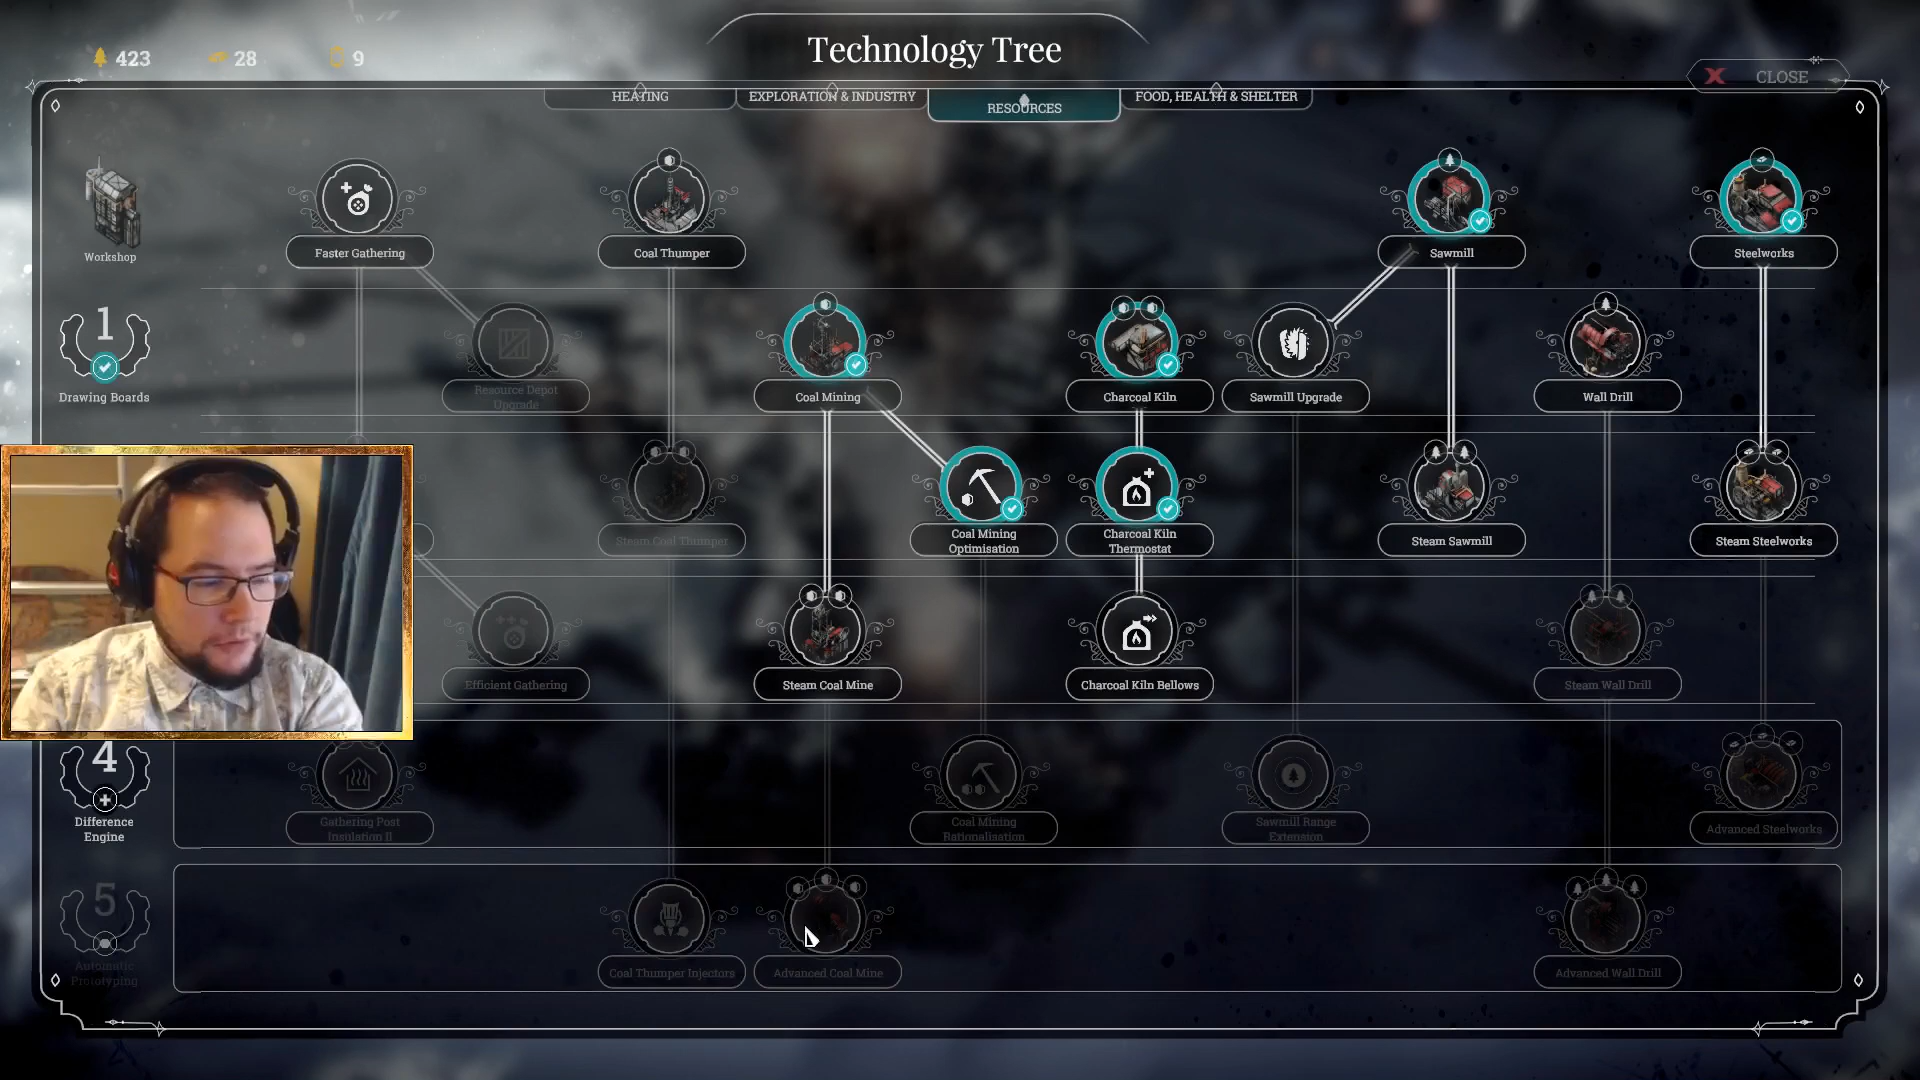 423
28
9
Technology Tree
CLOSE
HEATING
EXPLORATION & INDUSTRY
RESOURCES
FOOD, HEALTH & SHELTER
Workshop
Faster Gathering
Coal Thumper
Sawmill
Steelworks
1
Drawing Boards
Resource Depot
Upgrade
Coal Mining
Charcoal Kiln
Sawmill Upgrade
Wall Drill
Steam Coal Thumper
Coal Mining
Optimisation
Charcoal Kiln
Thermostat
Steam Sawmill
Steam Steelworks
Efficient Gathering
Steam Coal Mine
Charcoal Kiln Bellows
Steam Wall Drill
4
Difference
Engine
Gathering Post
Insulation II
Coal Mining
Rationalisation
Sawmill Range
Extension
Advanced Steelworks
5
Automatic
Prototyping
Coal Thumper Injectors
Advanced Coal Mine
Advanced Wall Drill